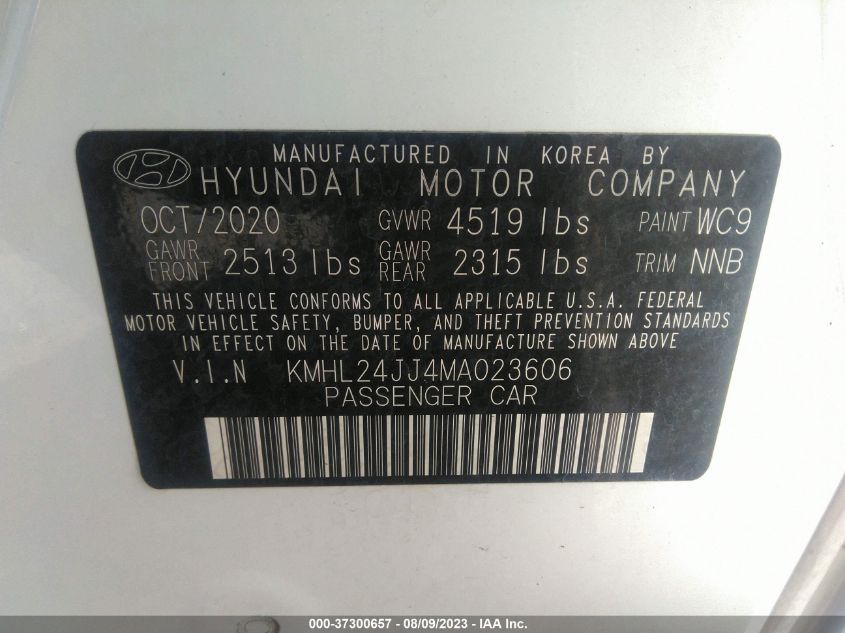 MANUFACTURED IN KOREA BY
HYUNDAI MOTOR COMPANY
OCT/2020 GVWR 4519 lbs PAINT WC9
GAWR FRONT 2513 lbs GAWR REAR 2315 lbs TRIM NNB
THIS VEHICLE CONFORMS TO ALL APPLICABLE U.S.A. FEDERAL
MOTOR VEHICLE SAFETY, BUMPER, AND THEFT PREVENTION STANDARDS
IN EFFECT ON THE DATE OF MANUFACTURE SHOWN ABOVE
V.I.N KMHL24JJ4MA023606
PASSENGER CAR
000-37300657 - 08/09/2023 - IAA Inc.